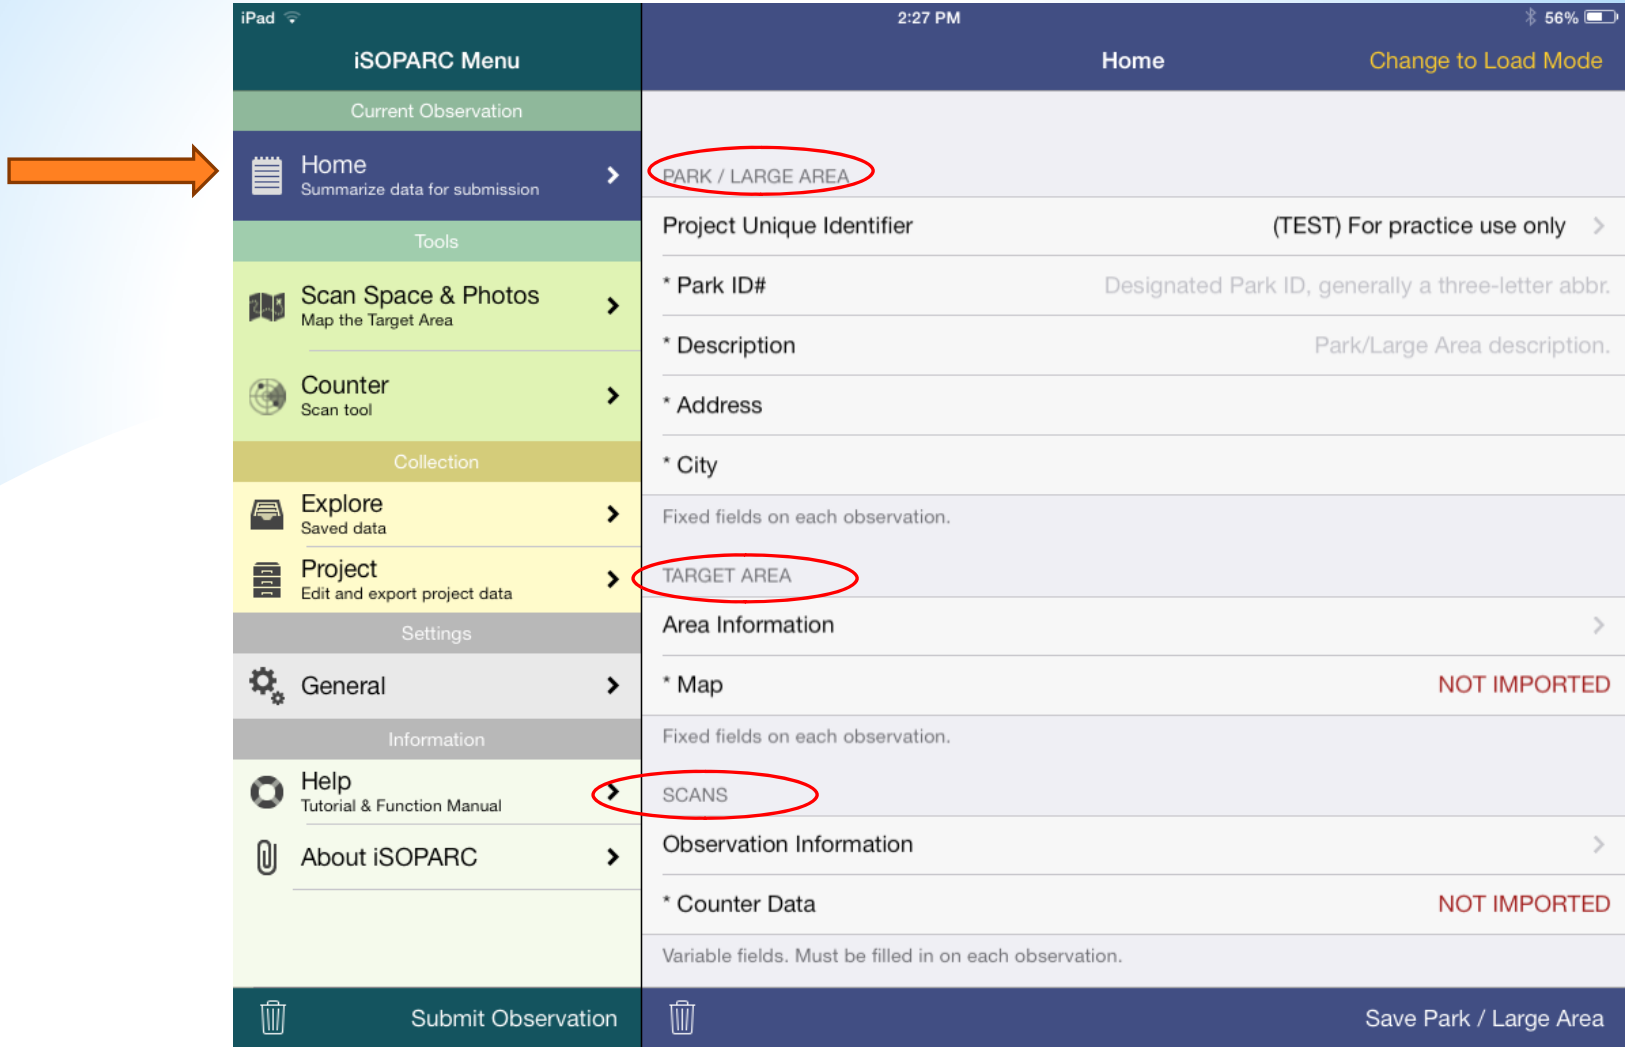 iPad
2:27 PM
56%
iSOPARC Menu
Home
Change to Load Mode
Current Observation
Home
Summarize data for submission
Tools
Scan Space & Photos
Map the Target Area
Counter
Scan tool
Collection
Explore
Saved data
Project
Edit and export project data
Settings
General
Information
Help
Tutorial & Function Manual
About iSOPARC
Submit Observation
PARK / LARGE AREA
Project Unique Identifier (TEST) For practice use only
* Park ID# Designated Park ID, generally a three-letter abbr.
* Description Park/Large Area description.
* Address
* City
Fixed fields on each observation.
TARGET AREA
Area Information
* Map NOT IMPORTED
Fixed fields on each observation.
SCANS
Observation Information
* Counter Data NOT IMPORTED
Variable fields. Must be filled in on each observation.
Save Park / Large Area